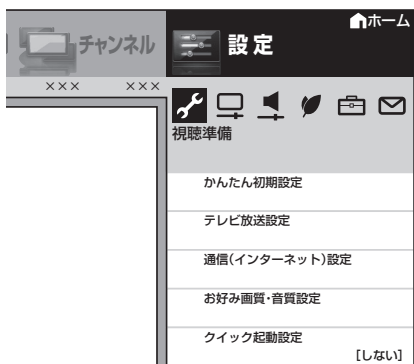 ホーム
チャンネル
設定
××× ×××
視聴準備
かんたん初期設定
テレビ放送設定
通信(インターネット)設定
お好み画質・音質設定
クイック起動設定
[しない]